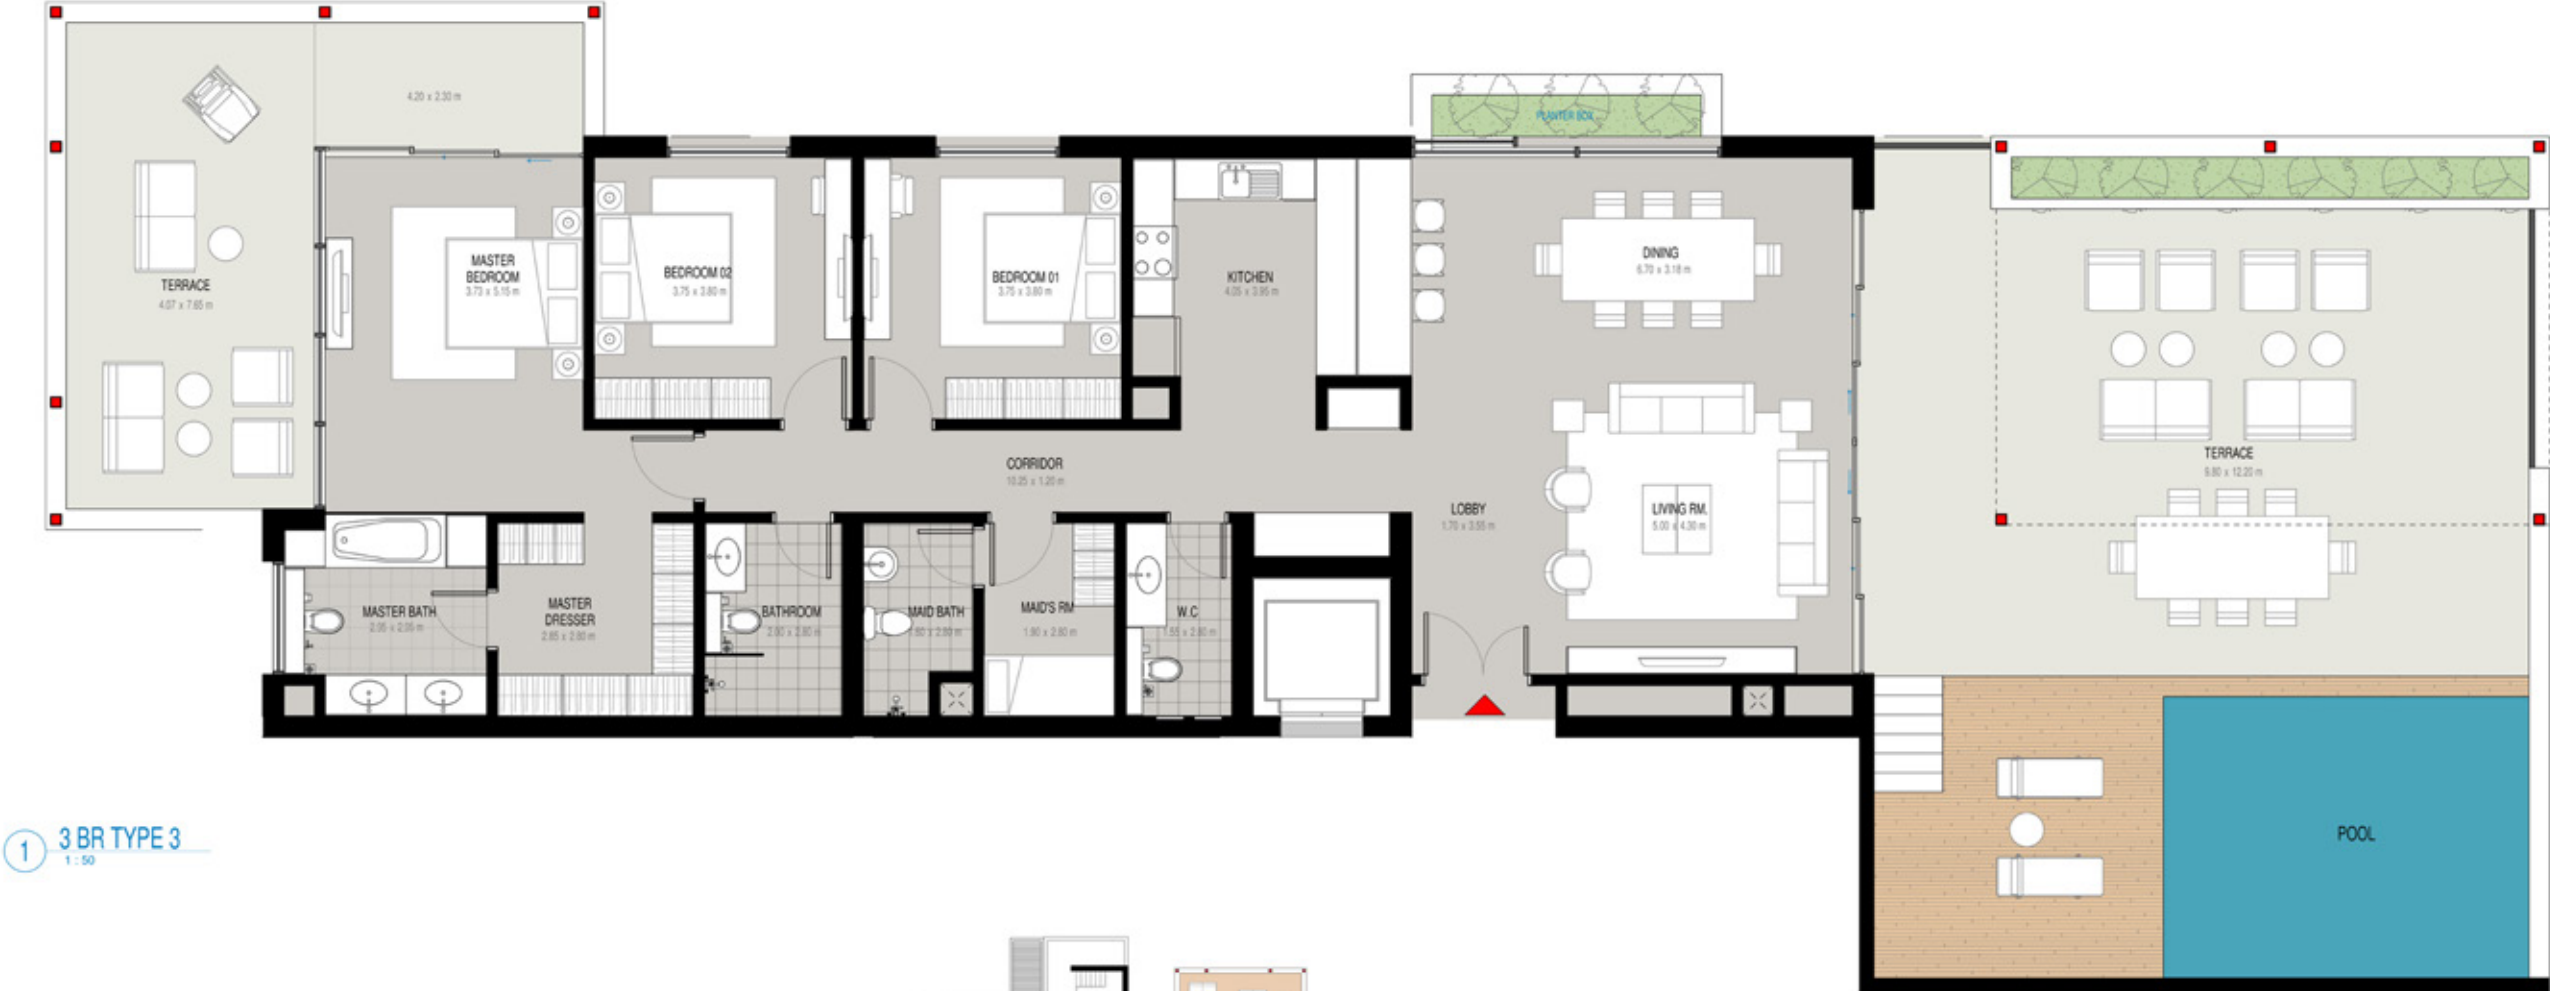 4.20 x 2.30 m
PLANTER BOX
MASTER
BEDROOM
3.73 x 5.15 m
BEDROOM 02
3.75 x 3.80 m
BEDROOM 01
3.75 x 3.80 m
KITCHEN
4.05 x 3.95 m
DINING
6.70 x 3.18 m
TERRACE
4.07 x 7.65 m
TERRACE
9.80 x 12.20 m
CORRIDOR
10.25 x 1.20 m
LOBBY
1.70 x 3.55 m
LIVING RM.
5.00 x 4.30 m
MASTER BATH
2.05 x 2.05 m
MASTER
DRESSER
2.85 x 2.80 m
BATHROOM
2.00 x 2.80 m
MAID BATH
MAID'S RM
1.90 x 2.80 m
W.C
1.55 x 2.80 m
POOL
1
3 BR TYPE 3
1 : 50